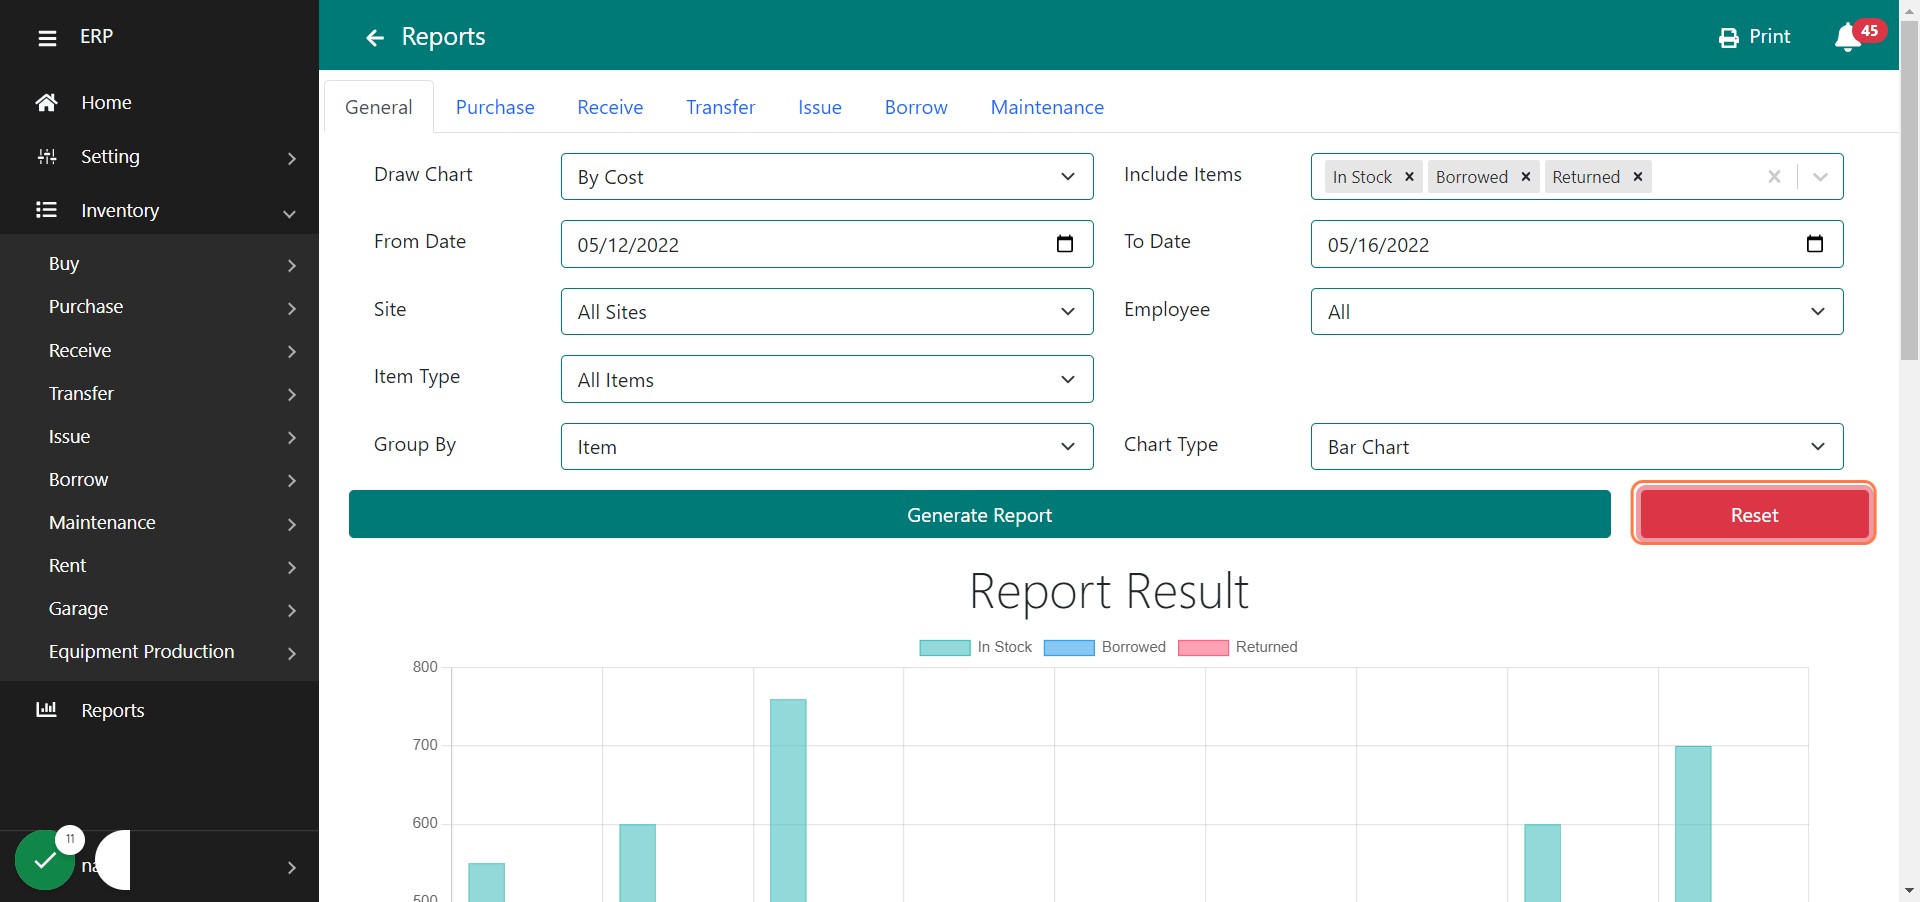 ERP
Home
Setting
Inventory
Buy
Purchase
Receive
Transfer
Issue
Borrow
Maintenance
Rent
Garage
Equipment Production
Reports
11
Reports
Print
45
General Purchase Receive Transfer Issue Borrow Maintenance
Draw Chart By Cost Include Items In Stock Borrowed Returned
From Date 05/12/2022 To Date 05/16/2022
Site All Sites Employee All
Item Type All Items
Group By Item Chart Type Bar Chart
Generate Report Reset
Report Result
In Stock Borrowed Returned
800
700
600
500